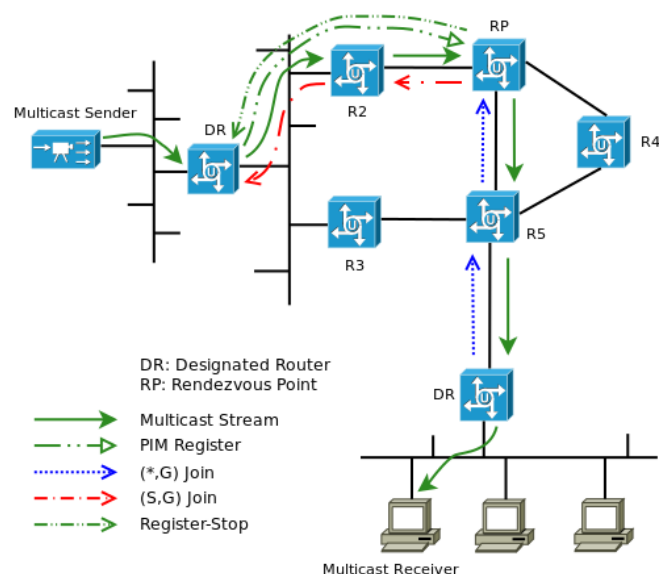 RP
Multicast Sender
DR
R2
R4
R3
R5
DR: Designated Router
RP: Rendezvous Point
DR
Multicast Stream
PIM Register
(*,G) Join
(S,G) Join
Register-Stop
Multicast Receiver